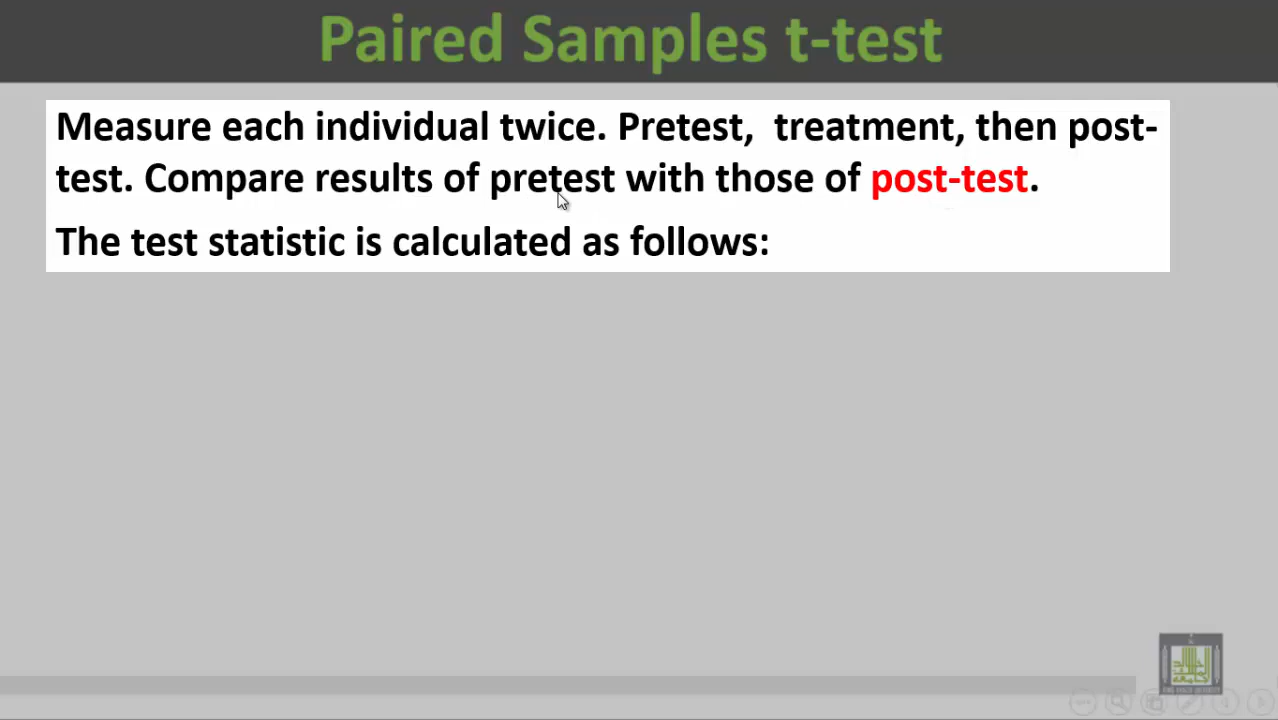 Paired Samples t-test
Measure each individual twice. Pretest, treatment, then post-
test. Compare results of pretest with those of post-test.
The test statistic is calculated as follows: